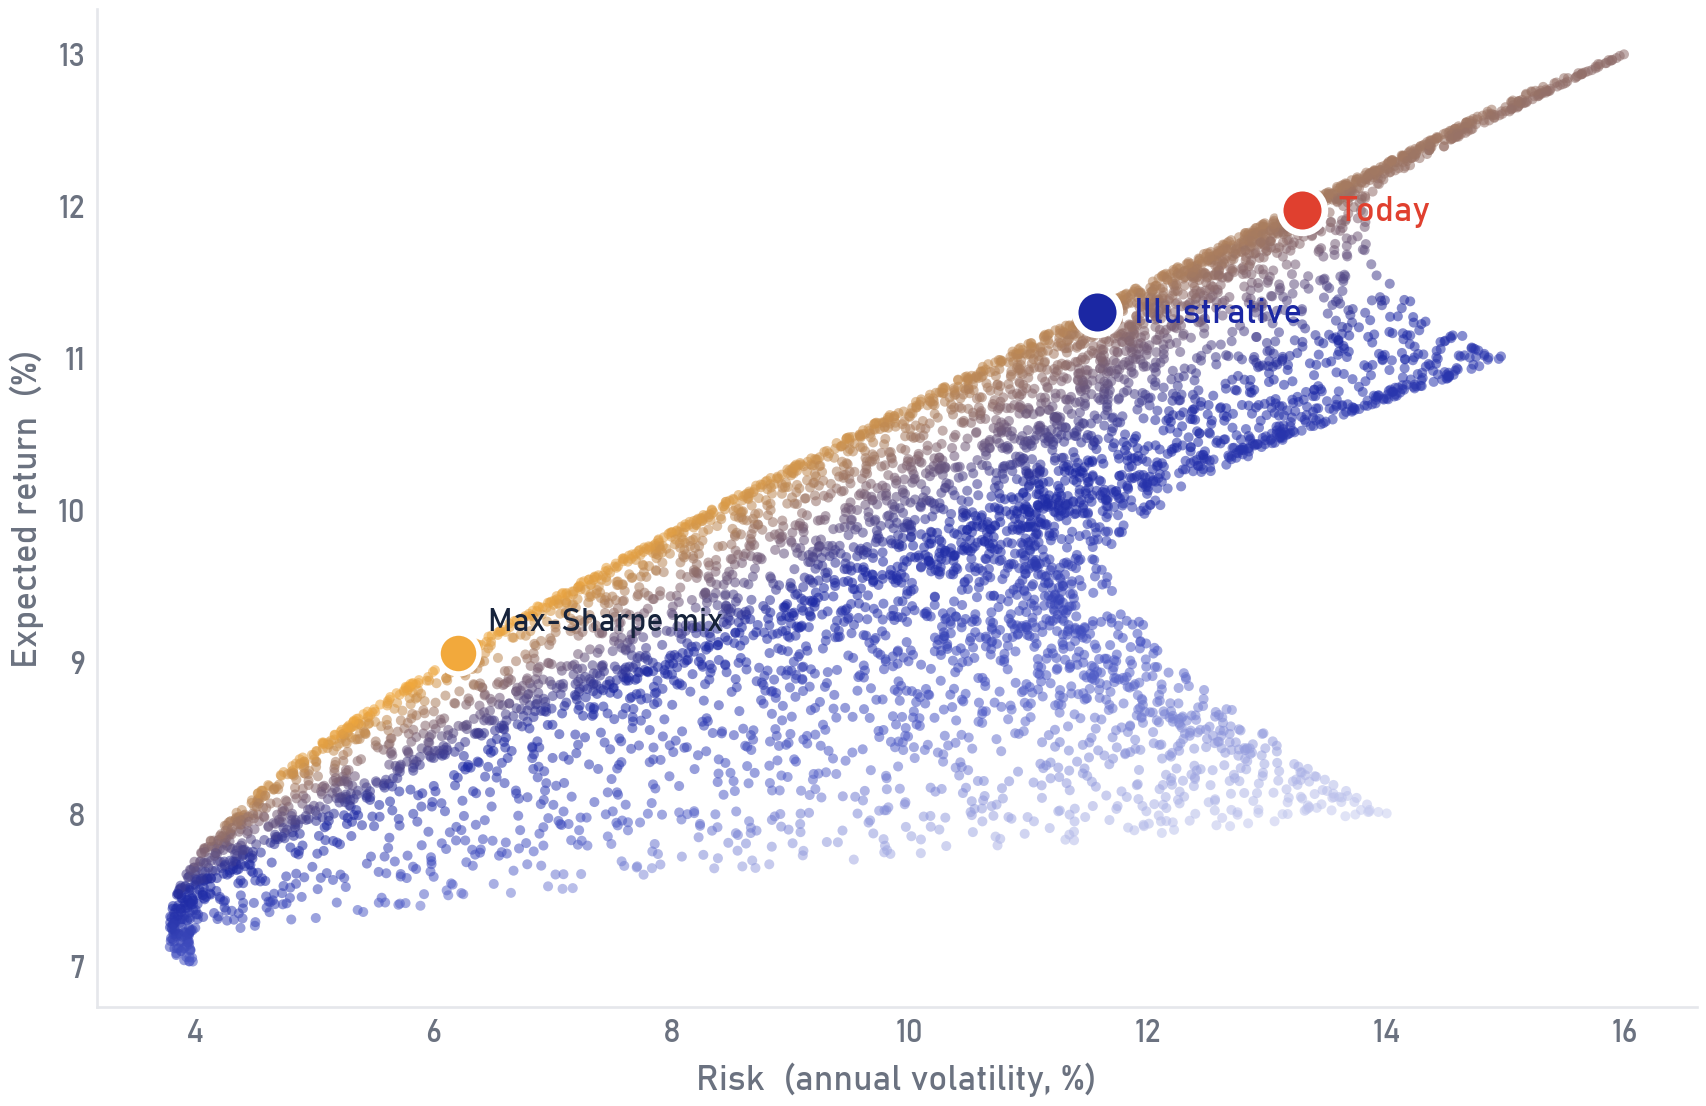 Expected return (%)
13
12
11
10
9
8
7
Today
Illustrative
Max-Sharpe mix
4 6 8 10 12 14 16
Risk (annual volatility, %)